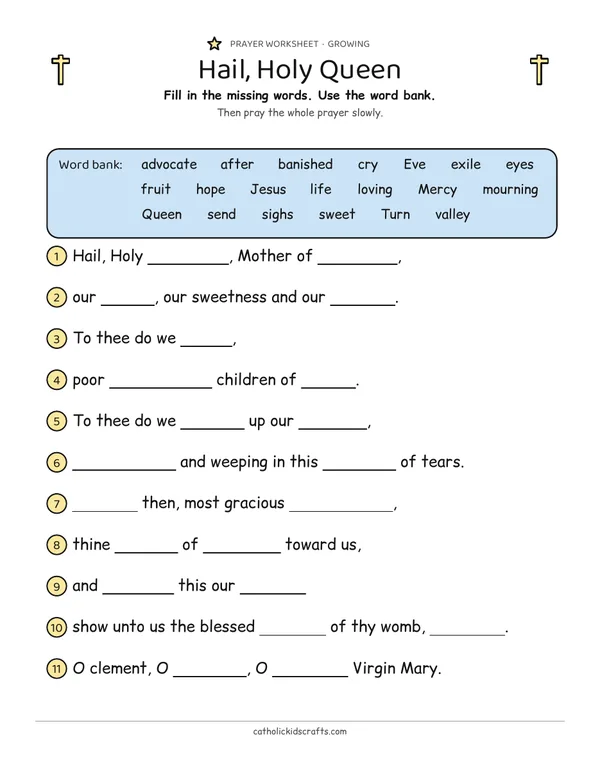 PRAYER WORKSHEET · GROWING
Hail, Holy Queen
Fill in the missing words. Use the word bank.
Then pray the whole prayer slowly.
Word bank: advocate after banished cry Eve exile eyes
fruit hope Jesus life loving Mercy mourning
Queen send sighs sweet Turn valley
1 Hail, Holy _________, Mother of _________,
2 our ______, our sweetness and our _______.
3 To thee do we ______,
4 poor ___________ children of ______.
5 To thee do we _______ up our ________,
6 ___________ and weeping in this ________ of tears.
7 _______ then, most gracious ___________,
8 thine _______ of ________ toward us,
9 and ________ this our _______
10 show unto us the blessed _______ of thy womb, ________.
11 O clement, O ________, O ________ Virgin Mary.
catholickidscrafts.com